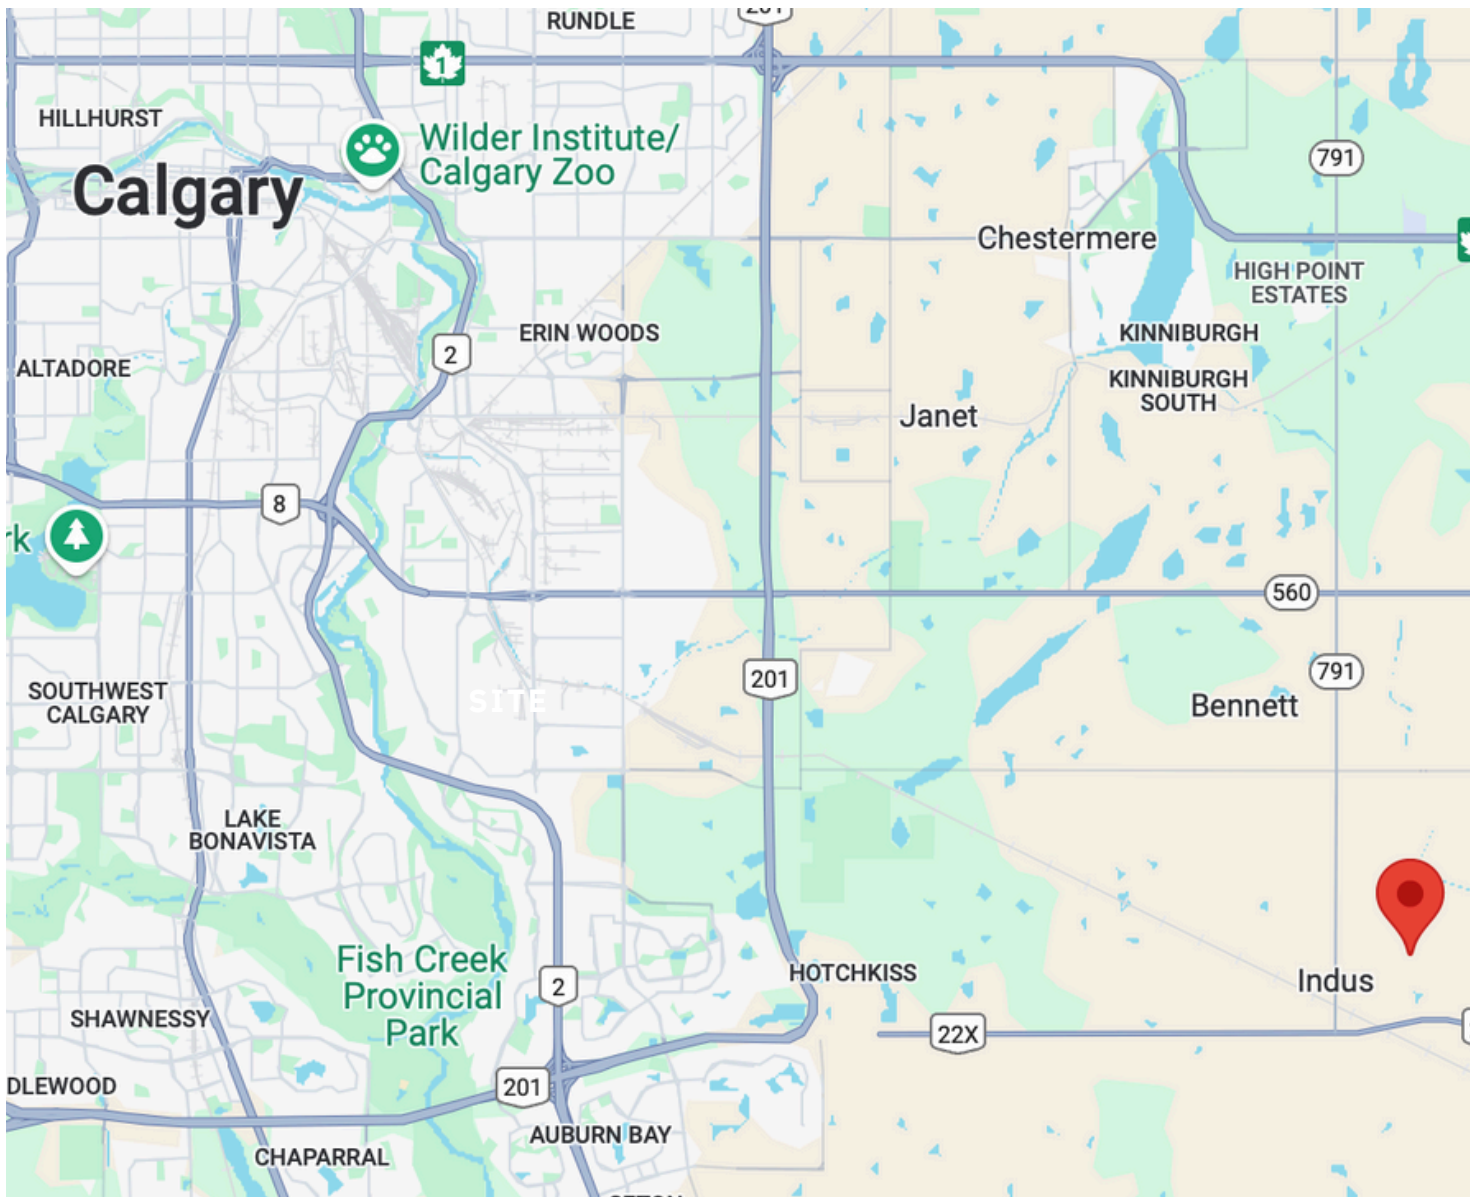 201
RUNDLE
1
HILLHURST
Wilder Institute/
Calgary Zoo
791
Calgary
Chestermere
HIGH POINT
ESTATES
ERIN WOODS
KINNIBURGH
2
ALTADORE
KINNIBURGH
SOUTH
Janet
8
rk
560
791
201
SOUTHWEST
CALGARY
SITE
Bennett
LAKE
BONAVISTA
Fish Creek
Provincial
Park
HOTCHKISS
Indus
2
SHAWNESSY
22X
DLEWOOD
201
AUBURN BAY
CHAPARRAL